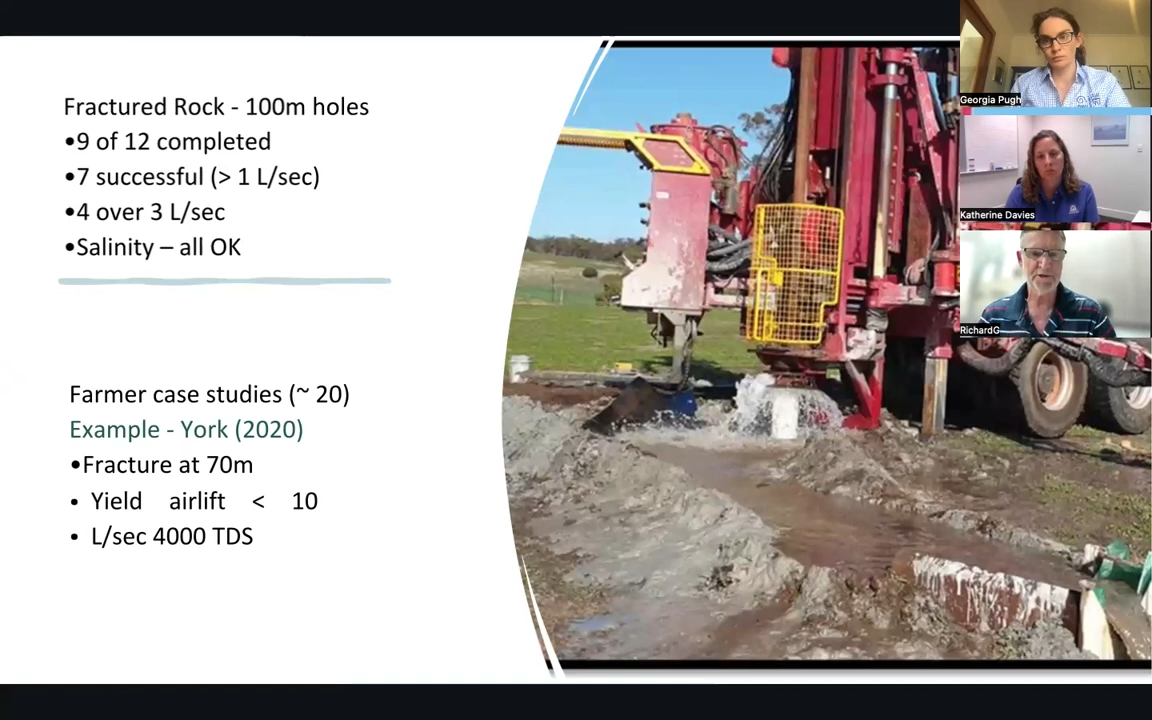 Fractured Rock - 100m holes
•9 of 12 completed
•7 successful (> 1 L/sec)
•4 over 3 L/sec
•Salinity – all OK
Farmer case studies (~ 20)
Example - York (2020)
•Fracture at 70m
• Yield airlift < 10
• L/sec 4000 TDS
Georgia Pugh
Katherine Davies
RichardG